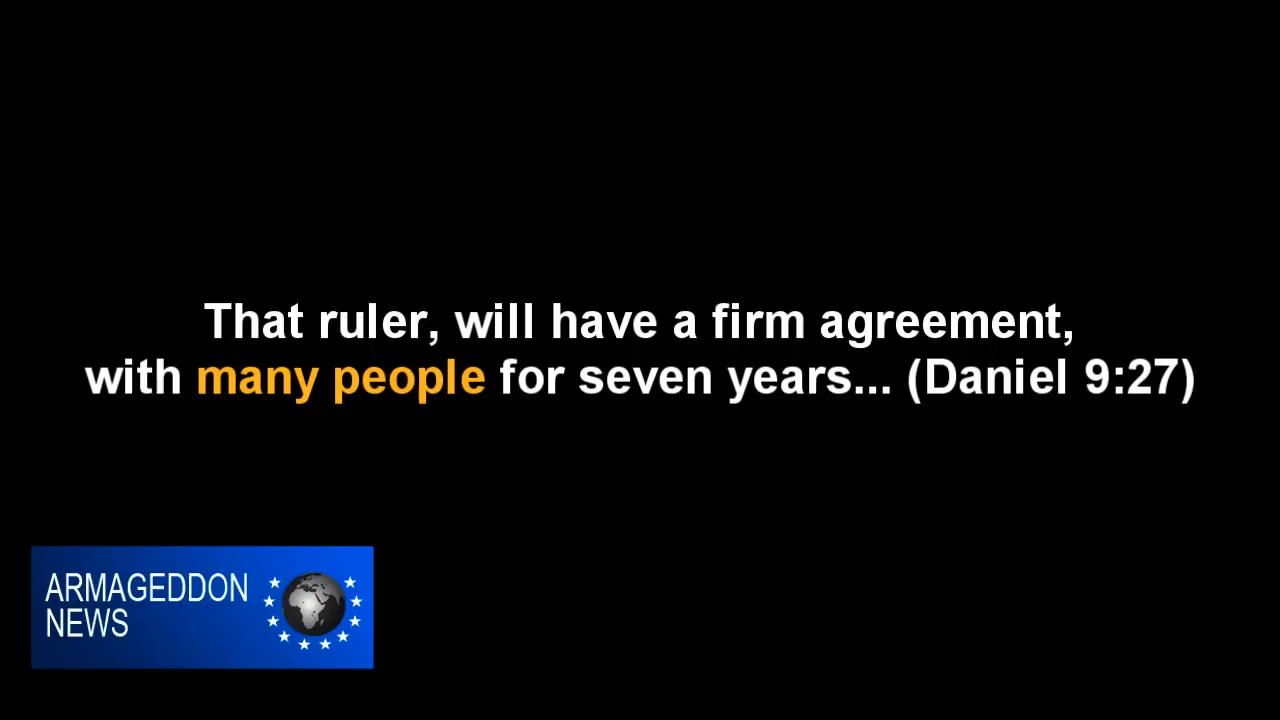 That ruler, will have a firm agreement,
with many people for seven years... (Daniel 9:27)
ARMAGEDDON
NEWS